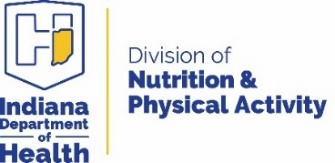 Indiana
Department
of
Health
Division of
Nutrition &
Physical Activity